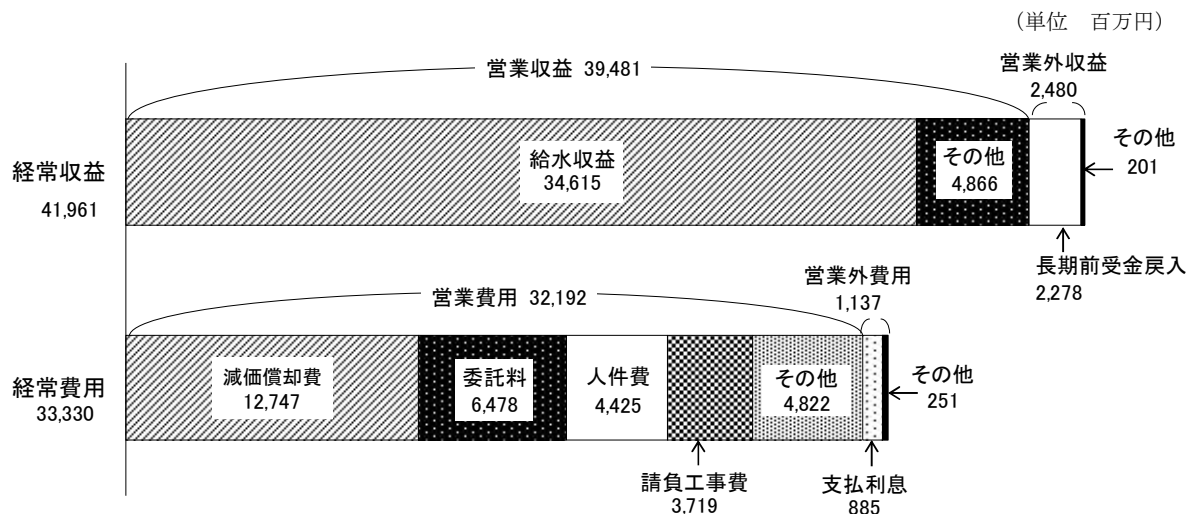 (単位 百万円)
営業収益 39,481
営業外収益
2,480
経常収益
41,961
給水収益
34,615
その他
4,866
その他
201
長期前受金戻入
2,278
営業費用 32,192
営業外費用
1,137
経常費用
33,330
減価償却費
12,747
委託料
6,478
人件費
4,425
その他
4,822
その他
251
請負工事費
3,719
支払利息
885